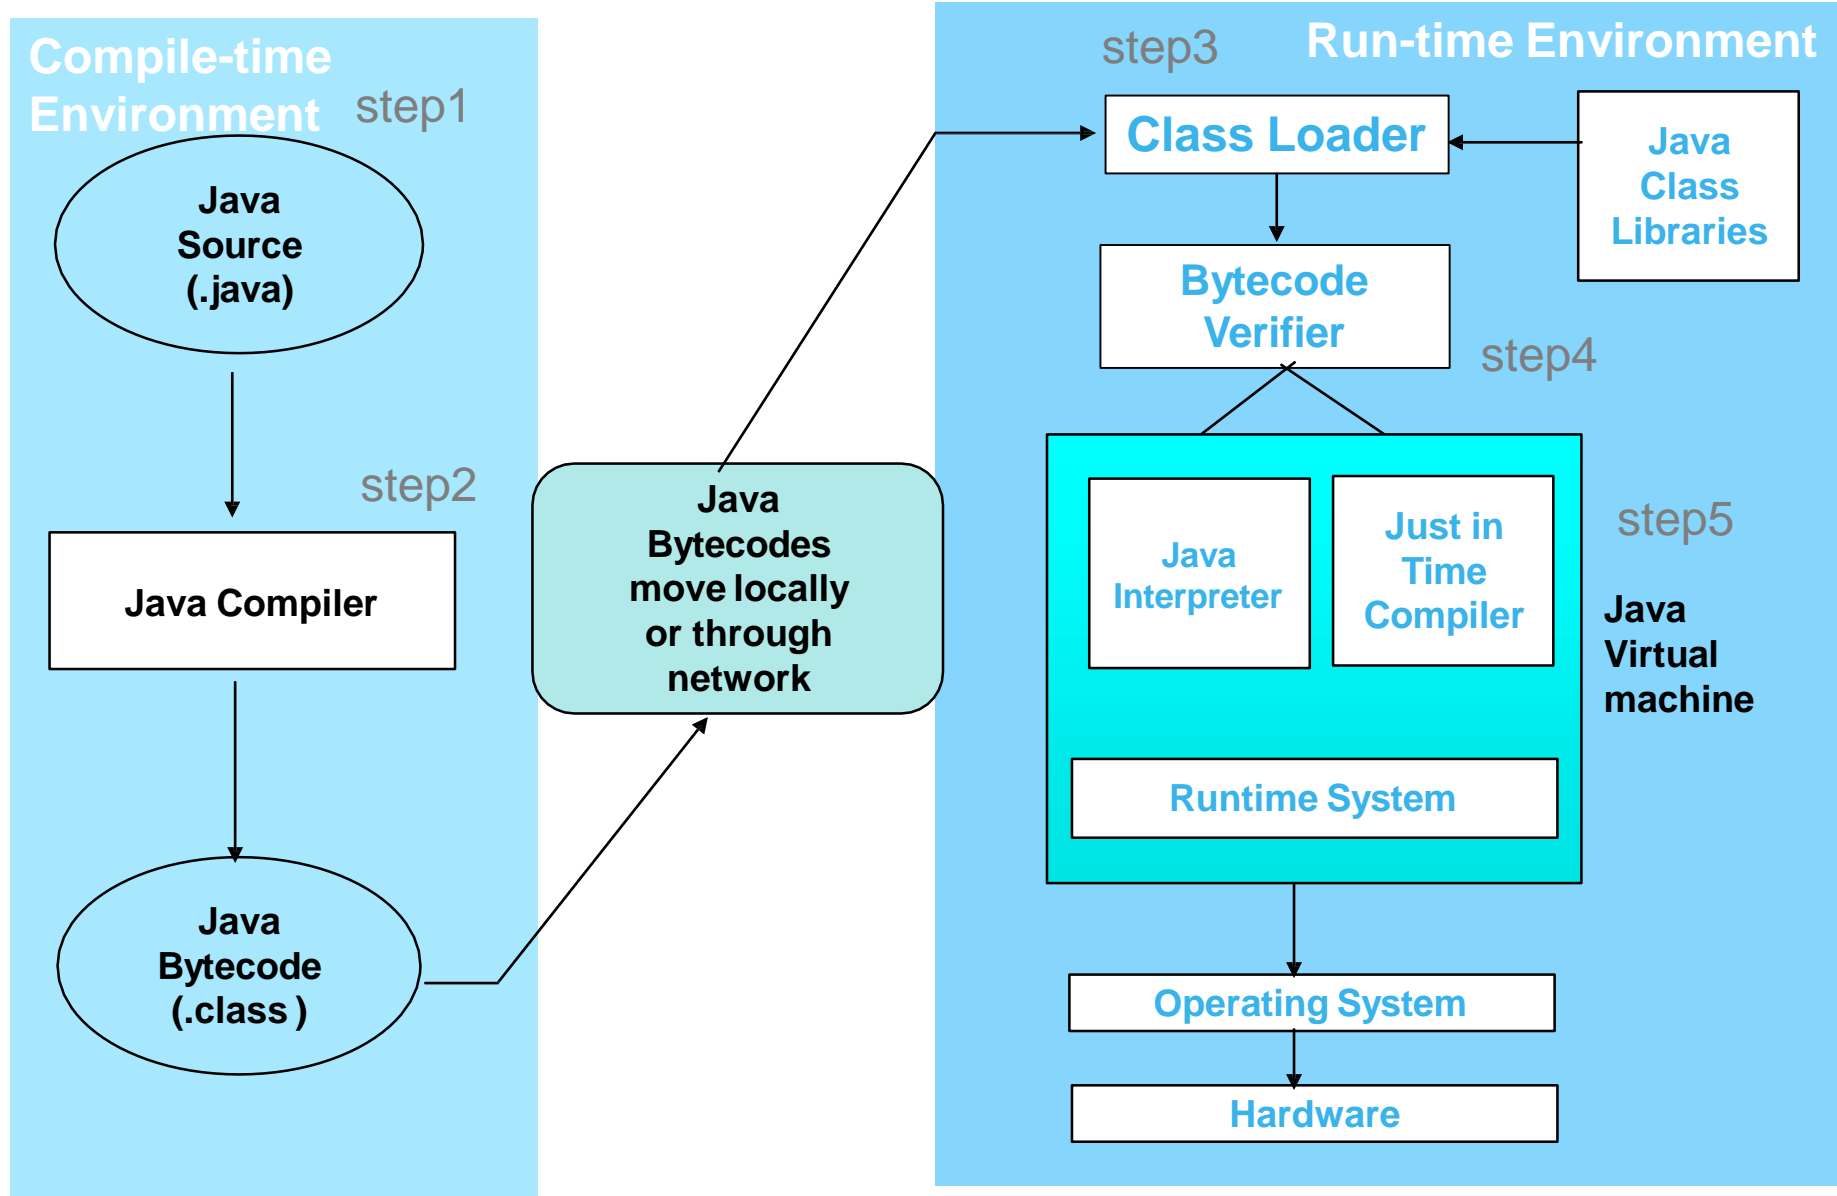 Compile-time
Environment
step1
Java
Source
(.java)
step2
Java Compiler
Java
Bytecode
(.class )
Java
Bytecodes
move locally
or through
network
Run-time Environment
step3
Class Loader
Java
Class
Libraries
Bytecode
Verifier
step4
Java
Interpreter
Just in
Time
Compiler
step5
Java
Virtual
machine
Runtime System
Operating System
Hardware